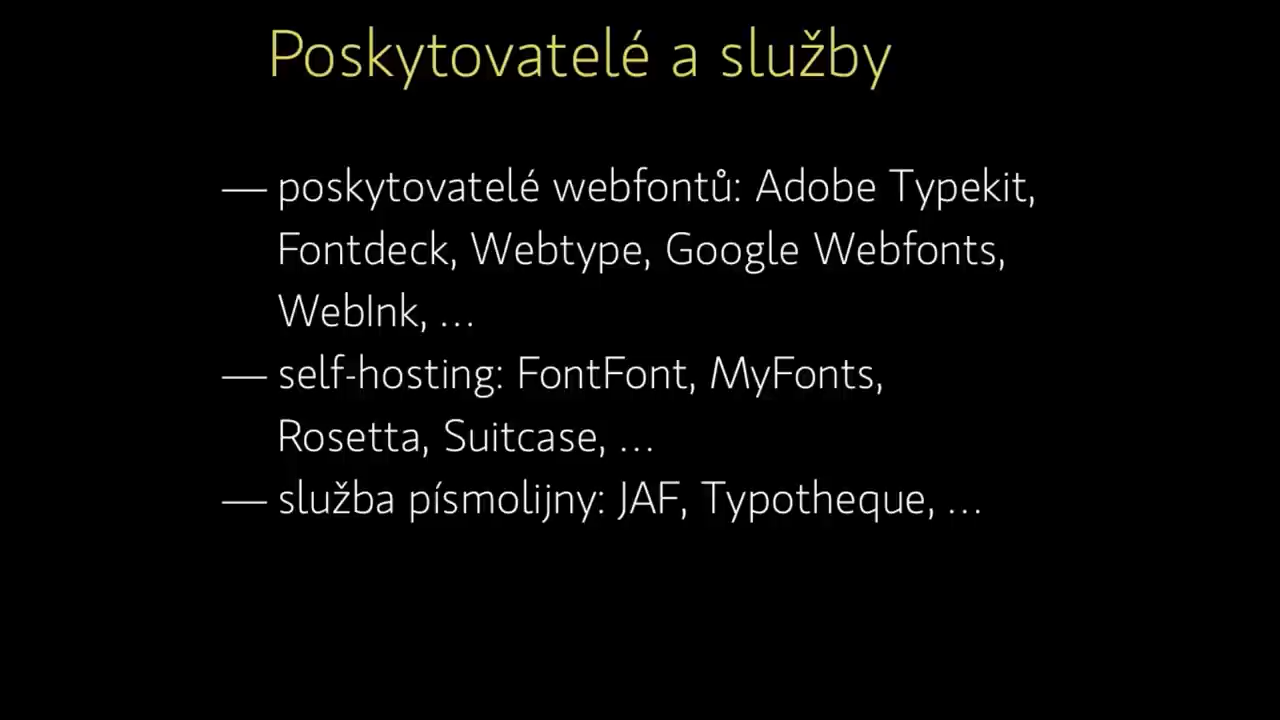 Poskytovatelé a služby
— poskytovatelé webfontů: Adobe Typekit,
Fontdeck, Webtype, Google Webfonts,
WebInk, …
— self-hosting: FontFont, MyFonts,
Rosetta, Suitcase, …
— služba písmolijny: JAF, Typotheque, …